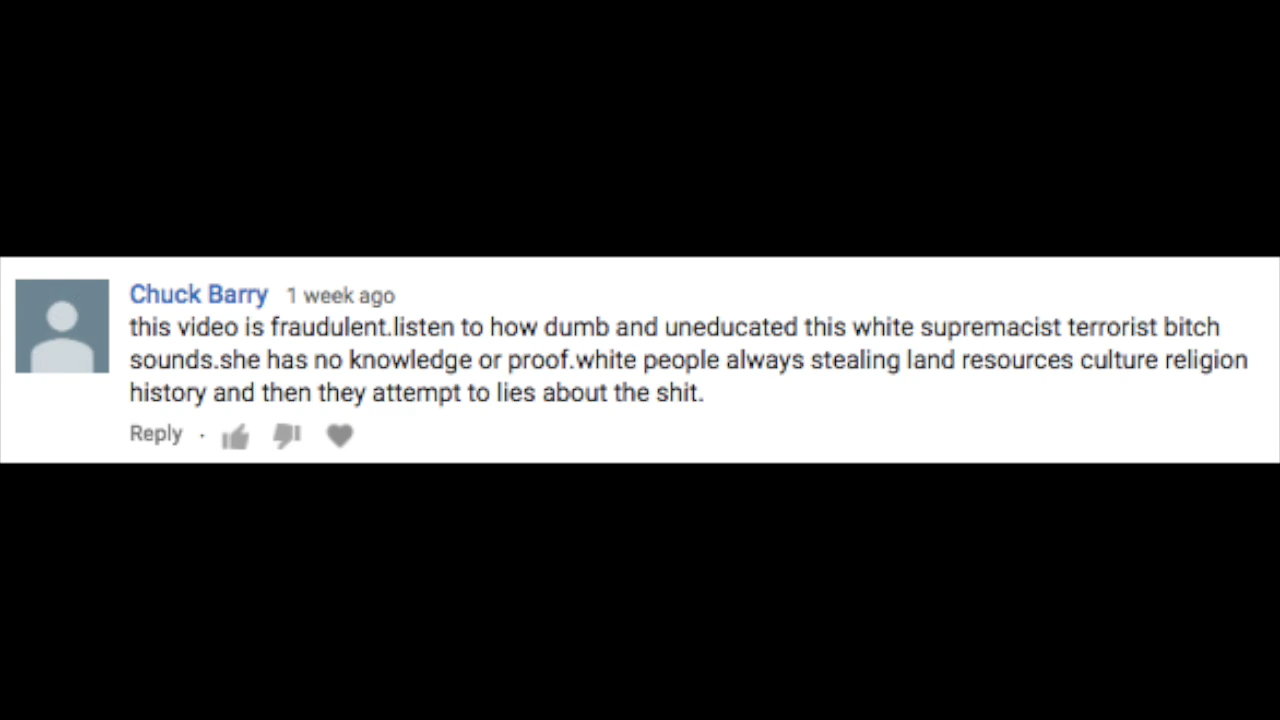 Chuck Barry 1 week ago
this video is fraudulent.listen to how dumb and uneducated this white supremacist terrorist bitch
sounds.she has no knowledge or proof.white people always stealing land resources culture religion
history and then they attempt to lies about the shit.
Reply ·